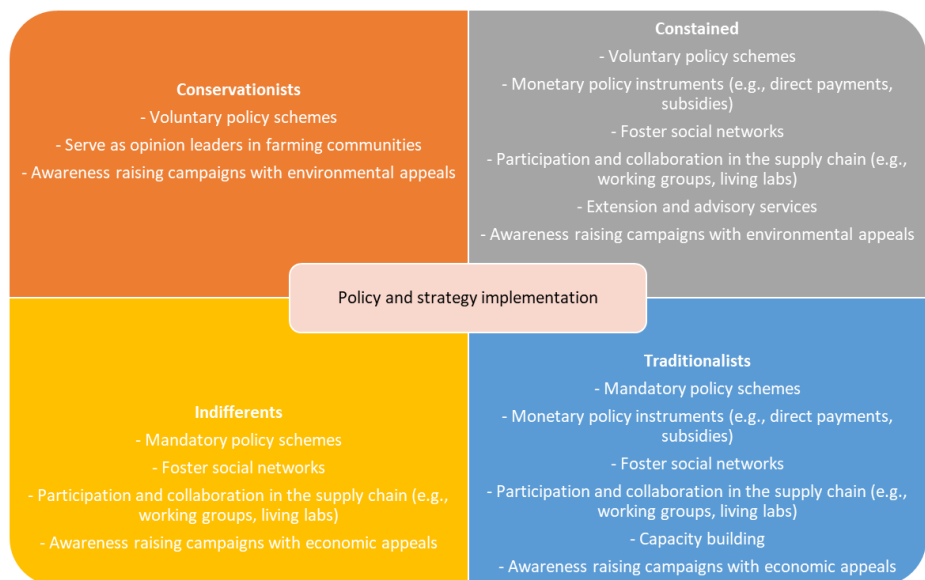 Conservationists
- Voluntary policy schemes
- Serve as opinion leaders in farming communities
- Awareness raising campaigns with environmental appeals
Constained
- Voluntary policy schemes
- Monetary policy instruments (e.g., direct payments,
subsidies)
- Foster social networks
- Participation and collaboration in the supply chain (e.g.,
working groups, living labs)
- Extension and advisory services
- Awareness raising campaigns with environmental appeals
Policy and strategy implementation
Indifferents
- Mandatory policy schemes
- Foster social networks
- Participation and collaboration in the supply chain (e.g.,
working groups, living labs)
- Awareness raising campaigns with economic appeals
Traditionalists
- Mandatory policy schemes
- Monetary policy instruments (e.g., direct payments,
subsidies)
- Foster social networks
- Participation and collaboration in the supply chain (e.g.,
working groups, living labs)
- Capacity building
- Awareness raising campaigns with economic appeals